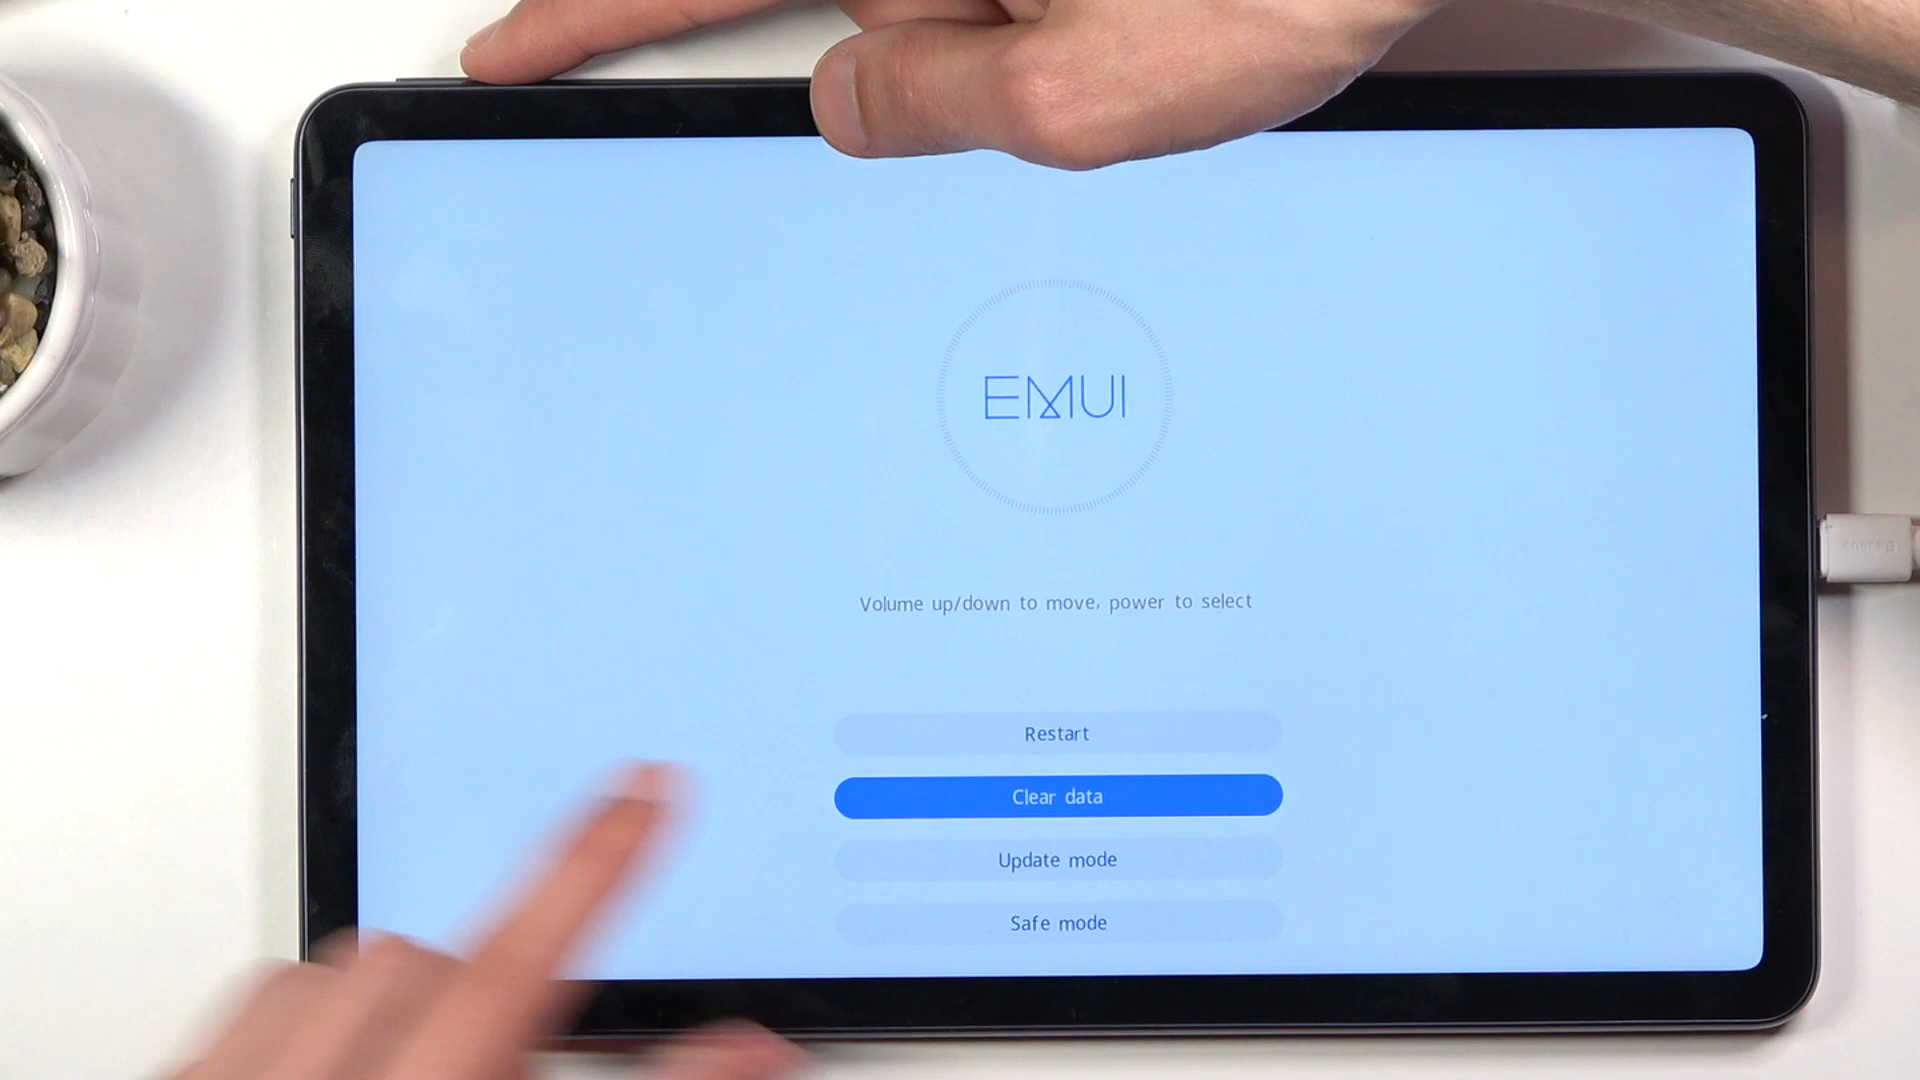 EMUI
Volume up/down to move, power to select
Restart
Clear data
Update mode
Safe mode